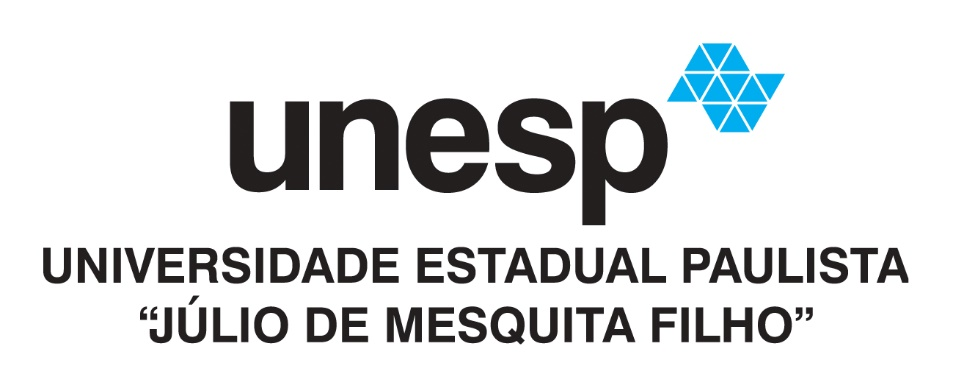 unesp
UNIVERSIDADE ESTADUAL PAULISTA
“JÚLIO DE MESQUITA FILHO”